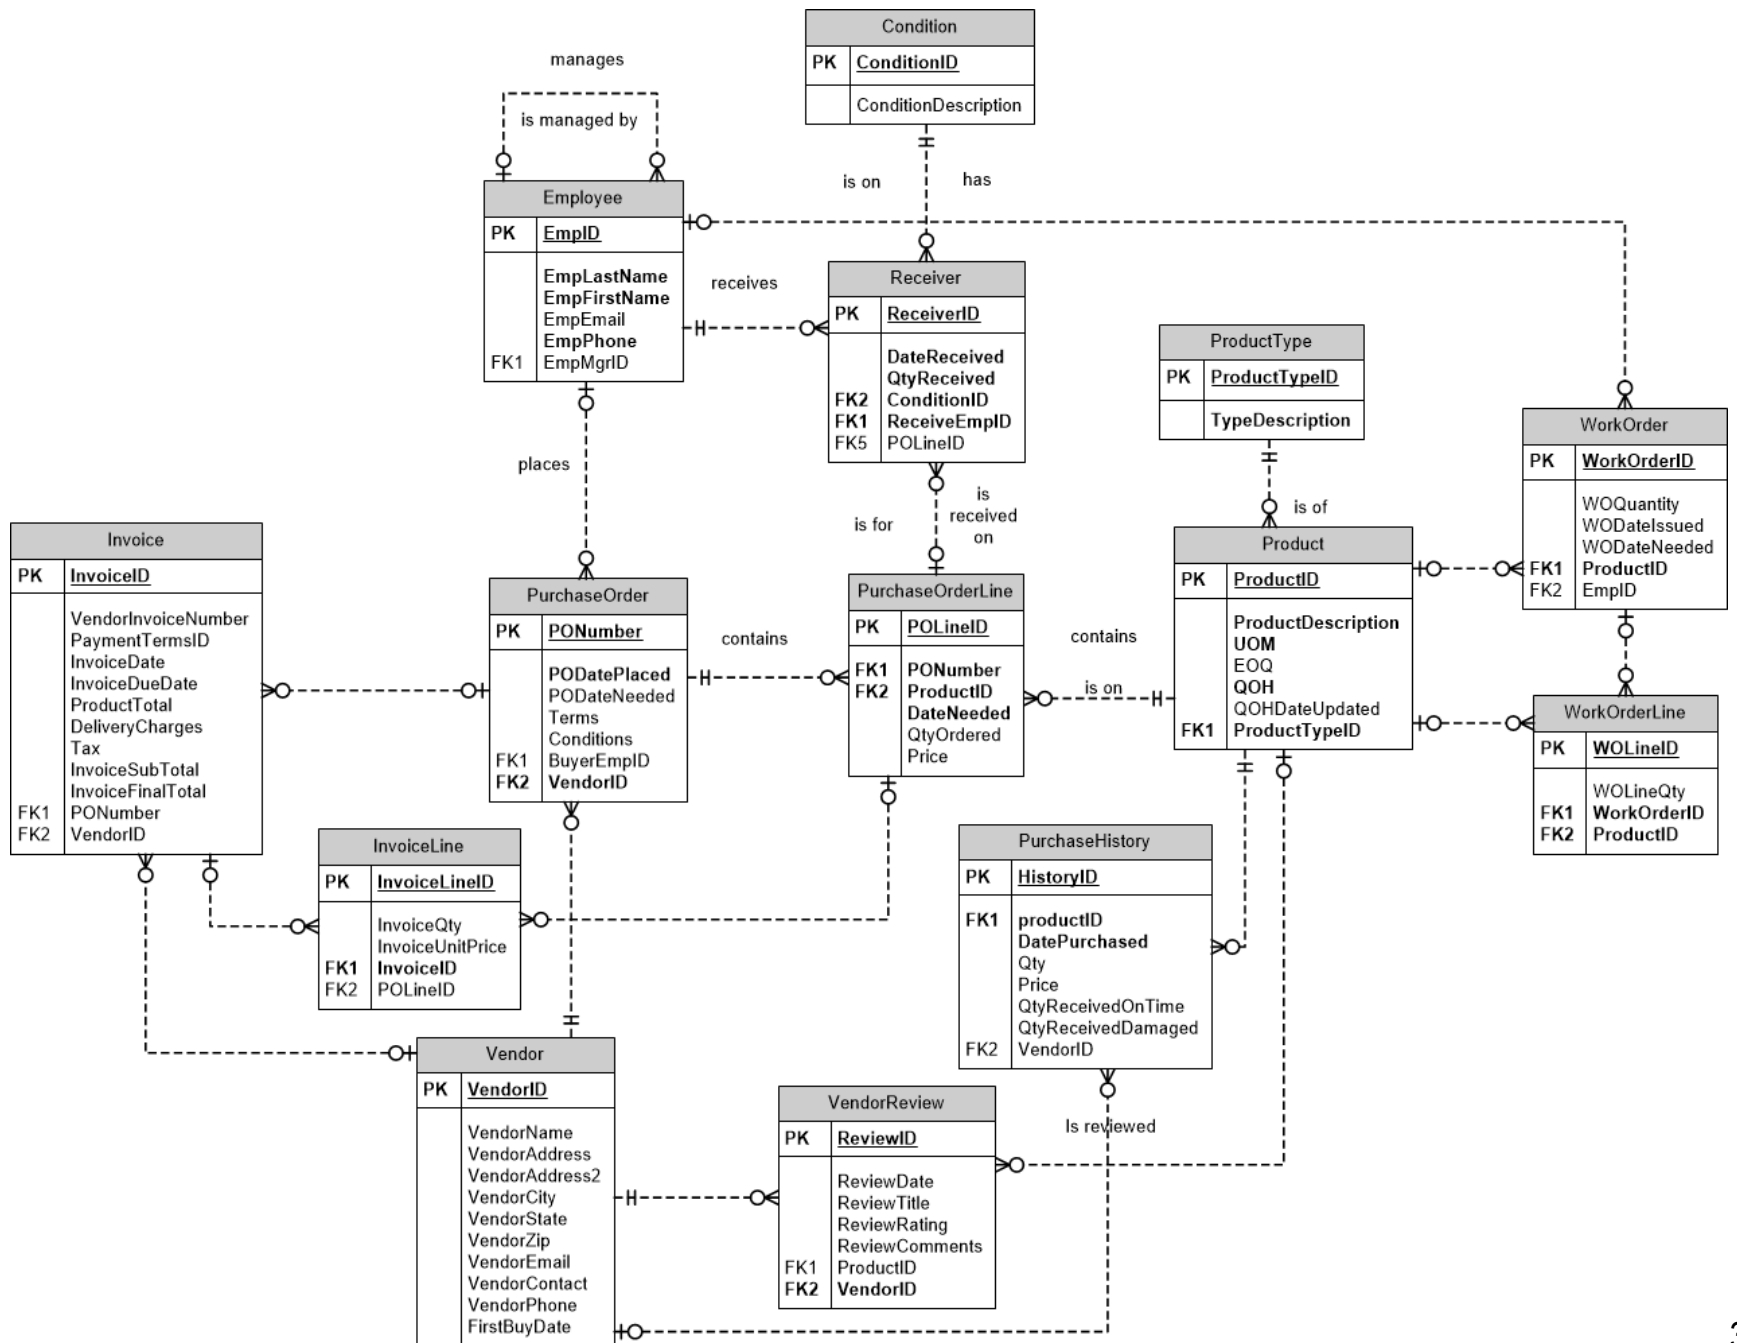 Condition
PK ConditionID
ConditionDescription
manages
is managed by
is on
has
Employee
PK EmpID
EmpLastName
EmpFirstName
EmpEmail
EmpPhone
FK1 EmpMgrID
receives
Receiver
PK ReceiverID
DateReceived
QtyReceived
FK2 ConditionID
FK1 ReceiveEmpID
FK5 POLineID
ProductType
PK ProductTypeID
TypeDescription
WorkOrder
PK WorkOrderID
WOQuantity
WODateIssued
WODateNeeded
FK1 ProductID
FK2 EmpID
places
is for
is
received
on
is of
Invoice
PK InvoiceID
VendorInvoiceNumber
PaymentTermsID
InvoiceDate
InvoiceDueDate
ProductTotal
DeliveryCharges
Tax
InvoiceSubTotal
InvoiceFinalTotal
FK1 PONumber
FK2 VendorID
PurchaseOrder
PK PONumber
PODatePlaced
PODateNeeded
Terms
Conditions
FK1 BuyerEmpID
FK2 VendorID
contains
PurchaseOrderLine
PK POLineID
FK1 PONumber
FK2 ProductID
DateNeeded
QtyOrdered
Price
contains
is on
Product
PK ProductID
ProductDescription
UOM
EOQ
QOH
QOHDateUpdated
FK1 ProductTypeID
WorkOrderLine
PK WOLineID
WOLineQty
FK1 WorkOrderID
FK2 ProductID
InvoiceLine
PK InvoiceLineID
InvoiceQty
InvoiceUnitPrice
FK1 InvoiceID
FK2 POLineID
PurchaseHistory
PK HistoryID
FK1 productID
DatePurchased
Qty
Price
QtyReceivedOnTime
QtyReceivedDamaged
FK2 VendorID
Vendor
PK VendorID
VendorName
VendorAddress
VendorAddress2
VendorCity
VendorState
VendorZip
VendorEmail
VendorContact
VendorPhone
FirstBuyDate
VendorReview
PK ReviewID
ReviewDate
ReviewTitle
ReviewRating
ReviewComments
FK1 ProductID
FK2 VendorID
Is reviewed